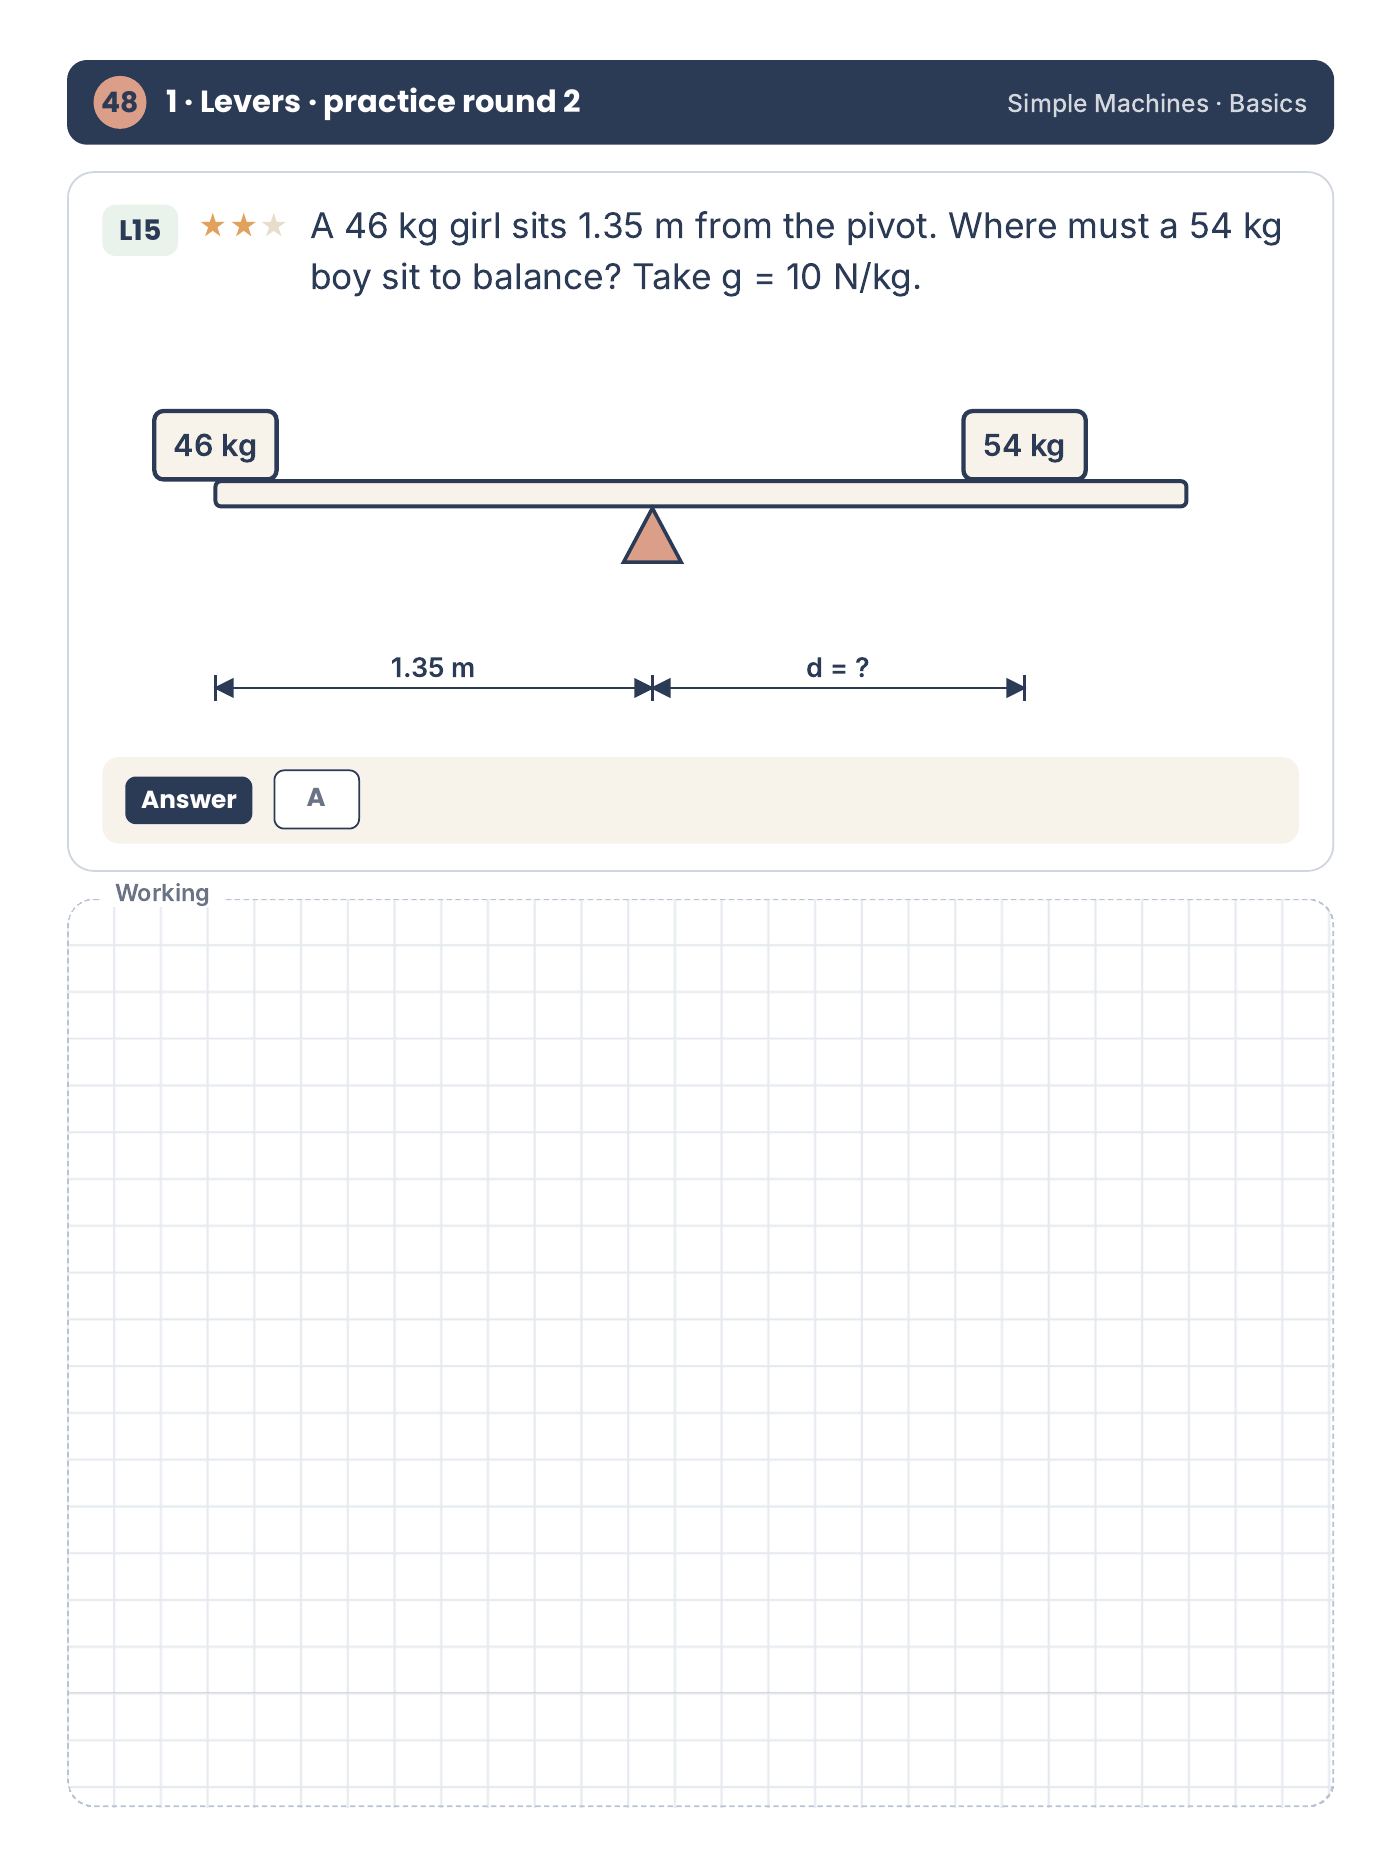 48 1 · Levers · practice round 2 Simple Machines · Basics
L15 ★★★ A 46 kg girl sits 1.35 m from the pivot. Where must a 54 kg
boy sit to balance? Take g = 10 N/kg.
46 kg 54 kg
1.35 m d = ?
Answer A
Working